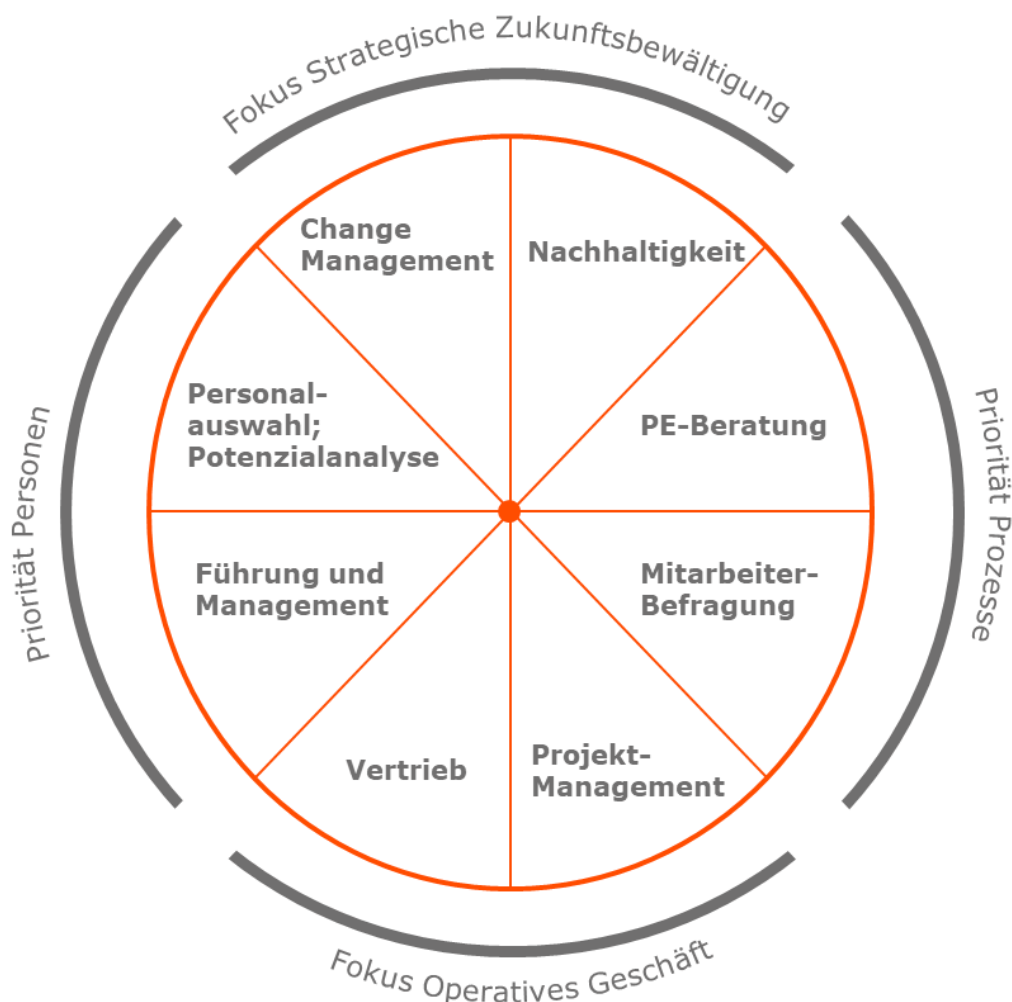 Fokus Strategische Zukunftsbewältigung
Change
Management
Nachhaltigkeit
Personal-
auswahl;
Potenzialanalyse
PE-Beratung
Priorität Personen
Priorität Prozesse
Führung und
Management
Mitarbeiter-
Befragung
Vertrieb
Projekt-
Management
Fokus Operatives Geschäft